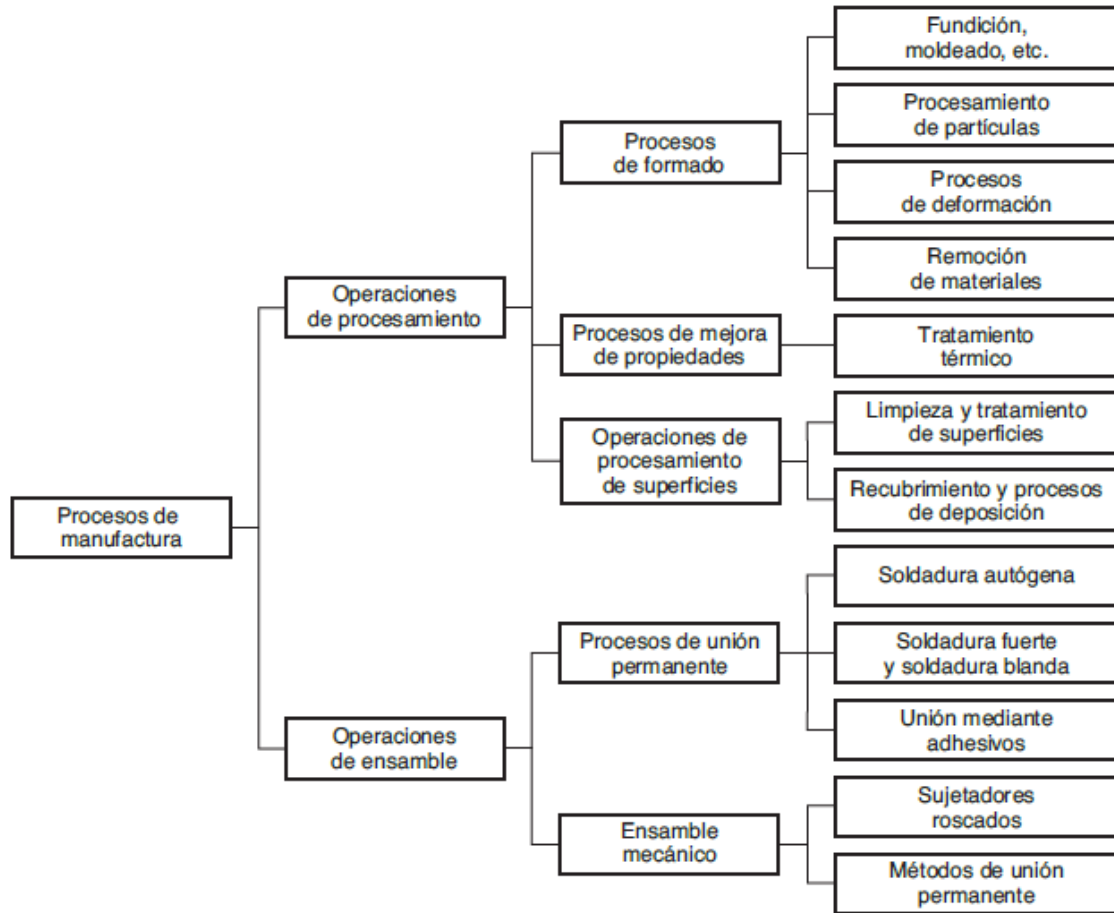 Fundición,
moldeado, etc.
Procesamiento
de partículas
Procesos
de formado
Procesos
de deformación
Remoción
de materiales
Operaciones
de procesamiento
Procesos de mejora
de propiedades
Tratamiento
térmico
Limpieza y tratamiento
de superficies
Operaciones de
procesamiento
de superficies
Recubrimiento y procesos
de deposición
Procesos de
manufactura
Soldadura autógena
Procesos de unión
permanente
Soldadura fuerte
y soldadura blanda
Operaciones
de ensamble
Unión mediante
adhesivos
Sujetadores
roscados
Ensamble
mecánico
Métodos de unión
permanente